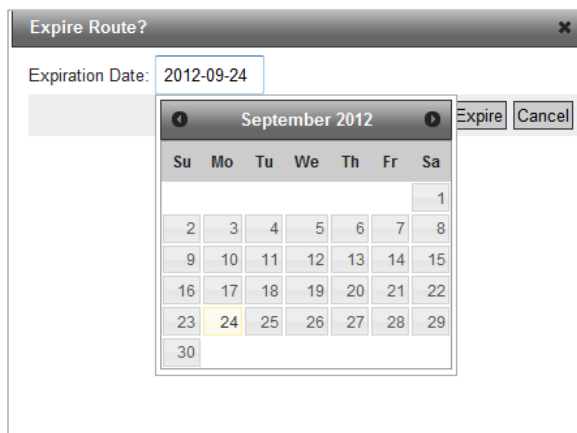 Expire Route?
Expiration Date: 2012-09-24
Expire Cancel
September 2012
Su Mo Tu We Th Fr Sa
1
2 3 4 5 6 7 8
9 10 11 12 13 14 15
16 17 18 19 20 21 22
23 24 25 26 27 28 29
30